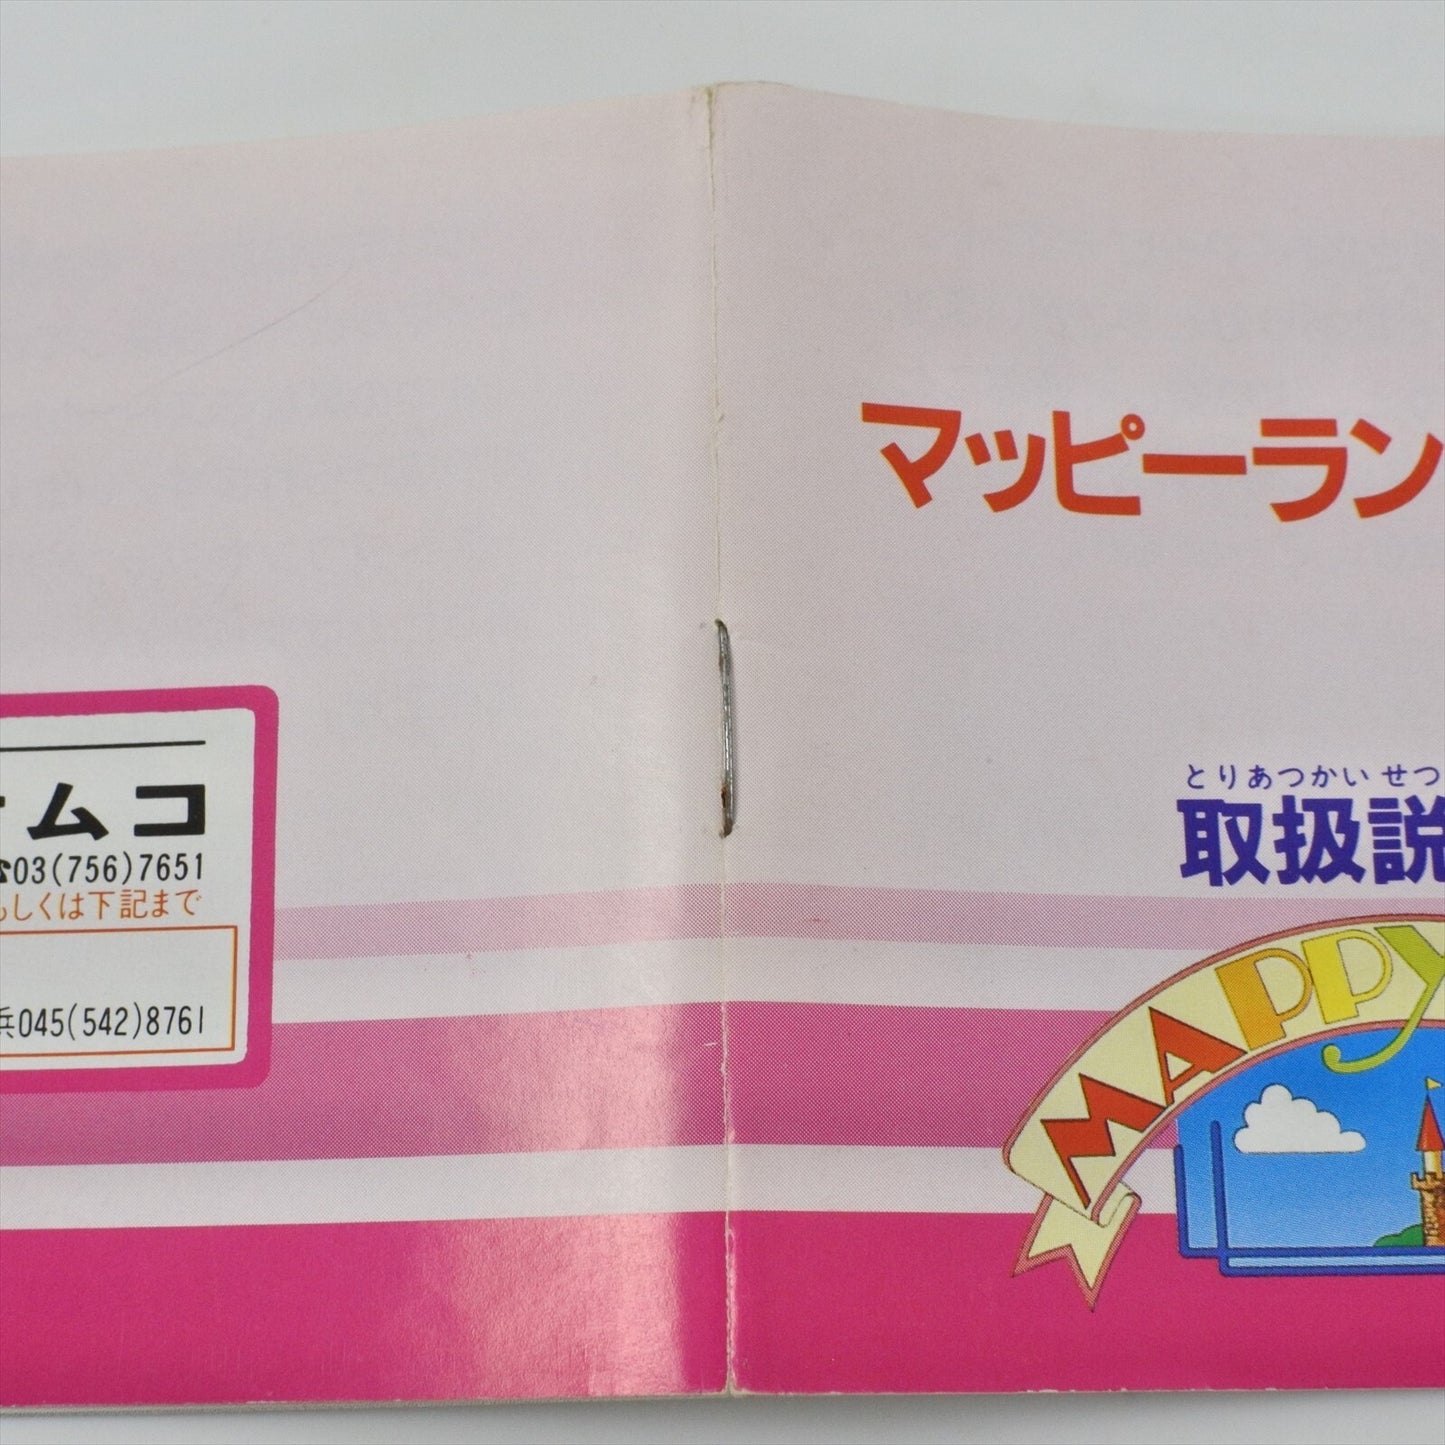 ムコ
03(756)7651
しくは下記まで
浜045(542)8761
マッピーラン
とりあつかいせつ
取扱説
MAPPY